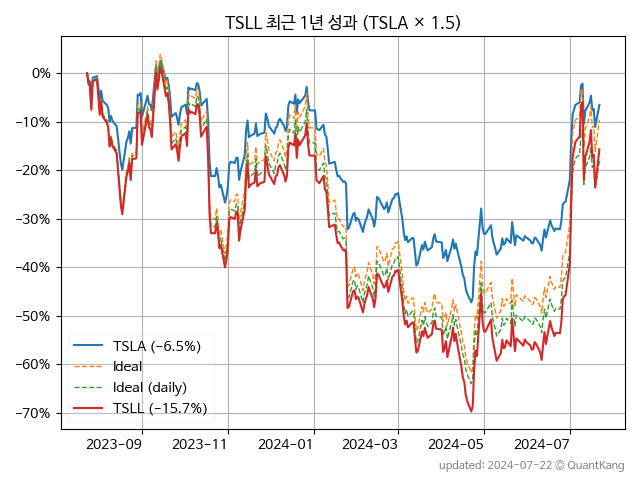 TSLL 최근 1년 성과 (TSLA × 1.5)
0%
−10%
−20%
−30%
−40%
−50%
−60%
−70%
TSLA (−6.5%)
Ideal
Ideal (daily)
TSLL (−15.7%)
2023-09
2023-11
2024-01
2024-03
2024-05
2024-07
updated: 2024-07-22 © QuantKang